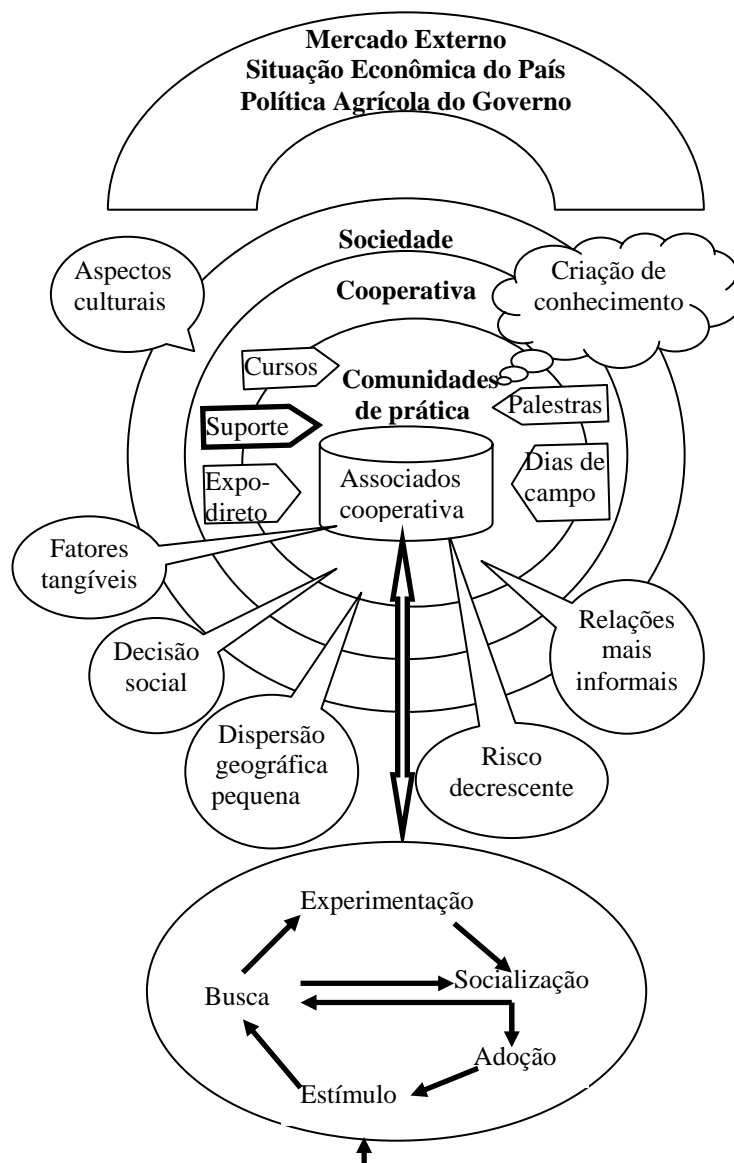 Mercado Externo
Situação Econômica do País
Política Agrícola do Governo
Sociedade
Aspectos
culturais
Cooperativa
Criação de
conhecimento
Cursos
Comunidades
de prática
Suporte
Palestras
Expo-
direto
Associados
cooperativa
Dias de
campo
Fatores
tangíveis
Decisão
social
Dispersão
geográfica
pequena
Risco
decrescente
Relações
mais
informais
Experimentação
Busca
Socialização
Adoção
Estímulo